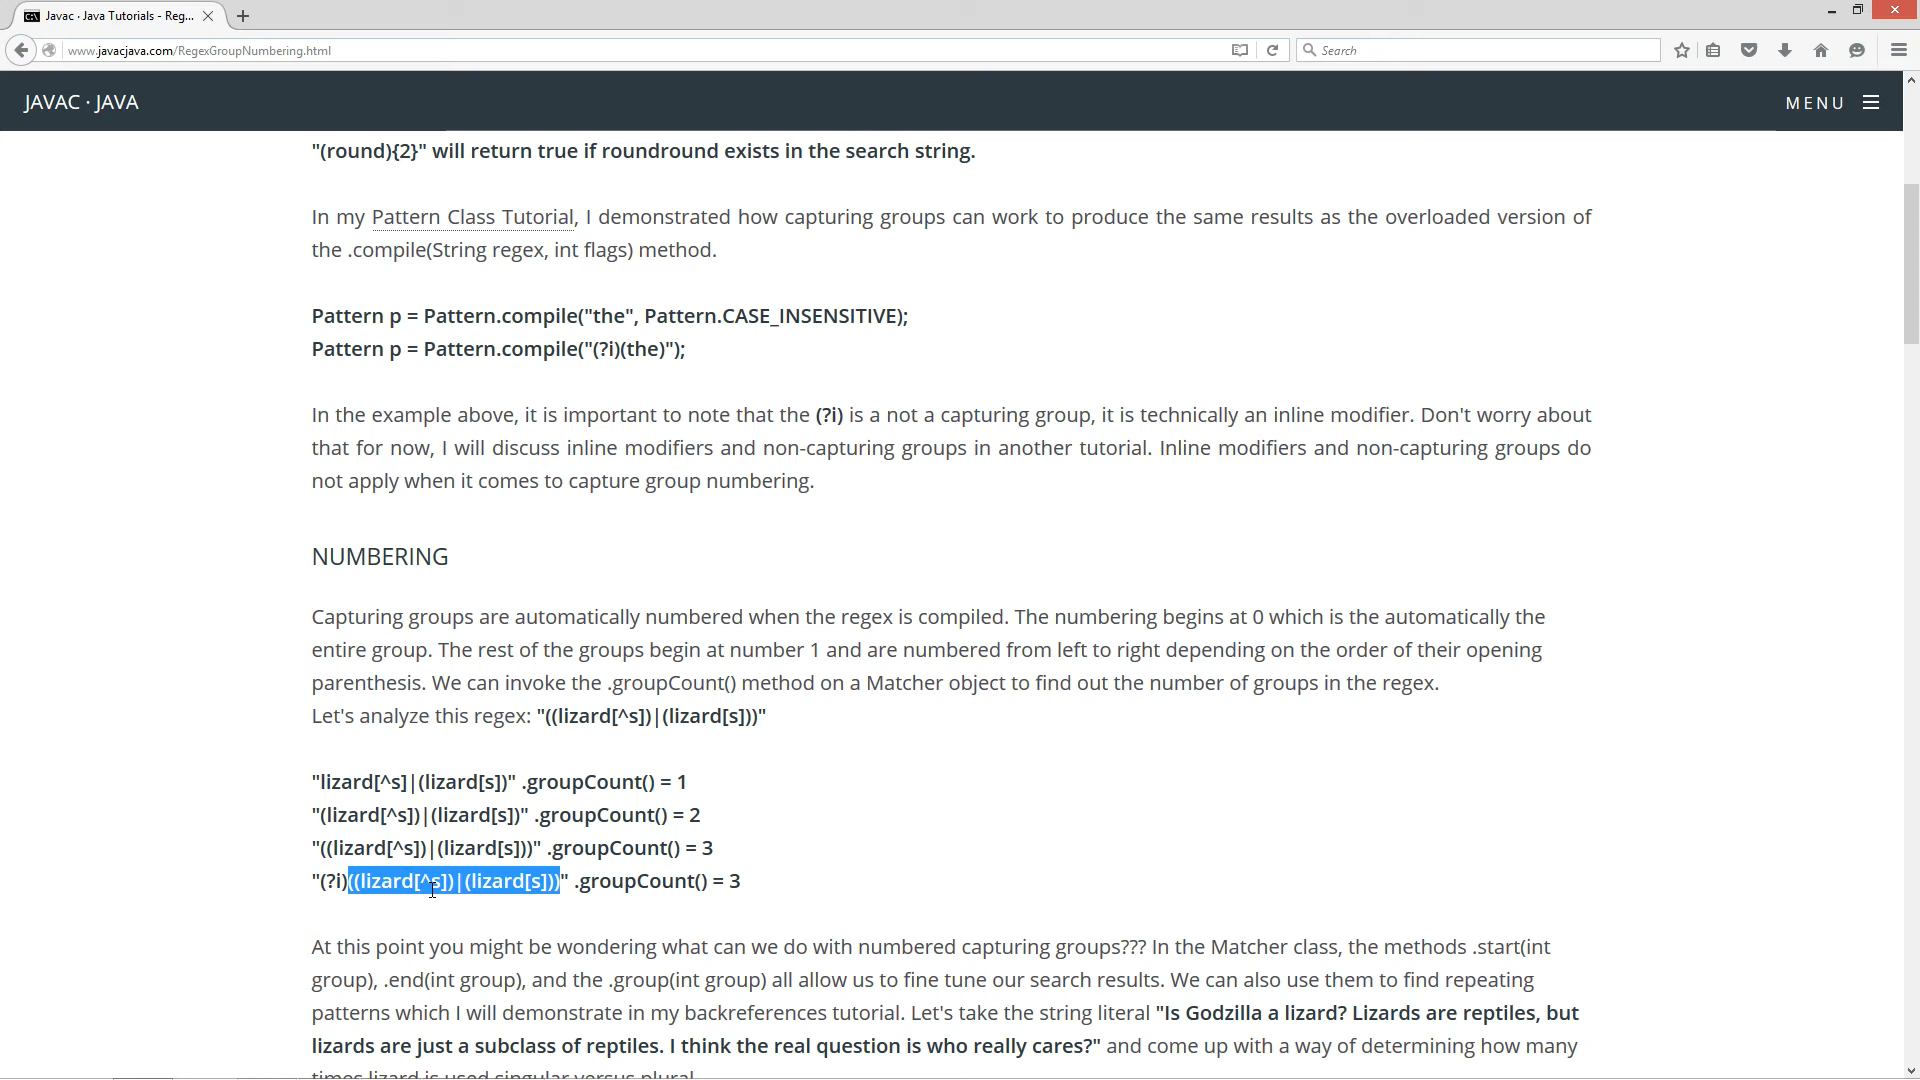 Javac · Java Tutorials - Reg...
www.javacjava.com/RegexGroupNumbering.html
Search
JAVAC · JAVA
MENU
"(round){2}" will return true if roundround exists in the search string.
In my Pattern Class Tutorial, I demonstrated how capturing groups can work to produce the same results as the overloaded version of
the .compile(String regex, int flags) method.
Pattern p = Pattern.compile("the", Pattern.CASE_INSENSITIVE);
Pattern p = Pattern.compile("(?i)(the)");
In the example above, it is important to note that the (?i) is a not a capturing group, it is technically an inline modifier. Don't worry about
that for now, I will discuss inline modifiers and non-capturing groups in another tutorial. Inline modifiers and non-capturing groups do
not apply when it comes to capture group numbering.
NUMBERING
Capturing groups are automatically numbered when the regex is compiled. The numbering begins at 0 which is the automatically the
entire group. The rest of the groups begin at number 1 and are numbered from left to right depending on the order of their opening
parenthesis. We can invoke the .groupCount() method on a Matcher object to find out the number of groups in the regex.
Let's analyze this regex: "((lizard[^s])|(lizard[s]))"
"lizard[^s]|(lizard[s])" .groupCount() = 1
"(lizard[^s])|(lizard[s])" .groupCount() = 2
"((lizard[^s])|(lizard[s]))" .groupCount() = 3
"(?i)((lizard[^s])|(lizard[s]))" .groupCount() = 3
At this point you might be wondering what can we do with numbered capturing groups??? In the Matcher class, the methods .start(int
group), .end(int group), and the .group(int group) all allow us to fine tune our search results. We can also use them to find repeating
patterns which I will demonstrate in my backreferences tutorial. Let's take the string literal "Is Godzilla a lizard? Lizards are reptiles, but
lizards are just a subclass of reptiles. I think the real question is who really cares?" and come up with a way of determining how many
times lizard is used singular versus plural.